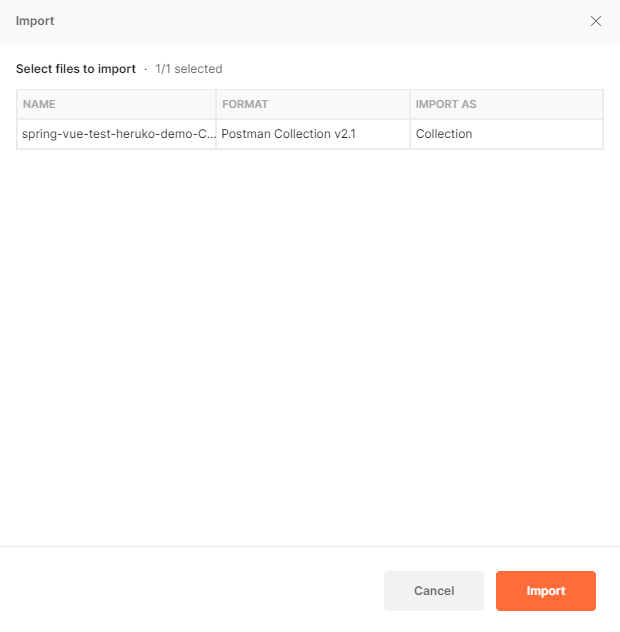 Import
Select files to import · 1/1 selected
NAME FORMAT IMPORT AS
spring-vue-test-heruko-demo-C... Postman Collection v2.1 Collection
Cancel Import